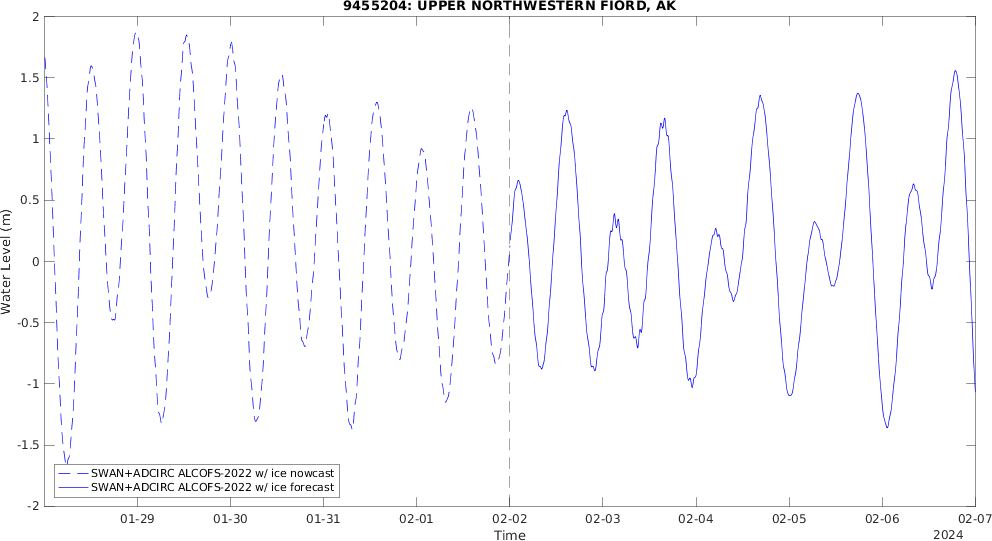 9455204: UPPER NORTHWESTERN FIORD, AK
Water Level (m)
2
1.5
1
0.5
0
-0.5
-1
-1.5
-2
SWAN+ADCIRC ALCOFS-2022 w/ ice nowcast
SWAN+ADCIRC ALCOFS-2022 w/ ice forecast
01-29 01-30 01-31 02-01 02-02 02-03 02-04 02-05 02-06 02-07
Time
2024